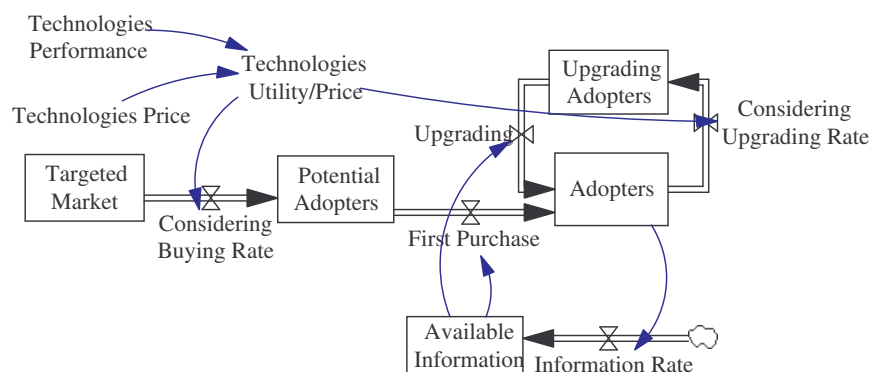 Technologies
Performance
Technologies
Utility/Price
Technologies Price
Upgrading
Adopters
Considering
Upgrading Rate
Upgrading
Targeted
Market
Potential
Adopters
Adopters
Considering
Buying Rate
First Purchase
Available
Information
Information Rate